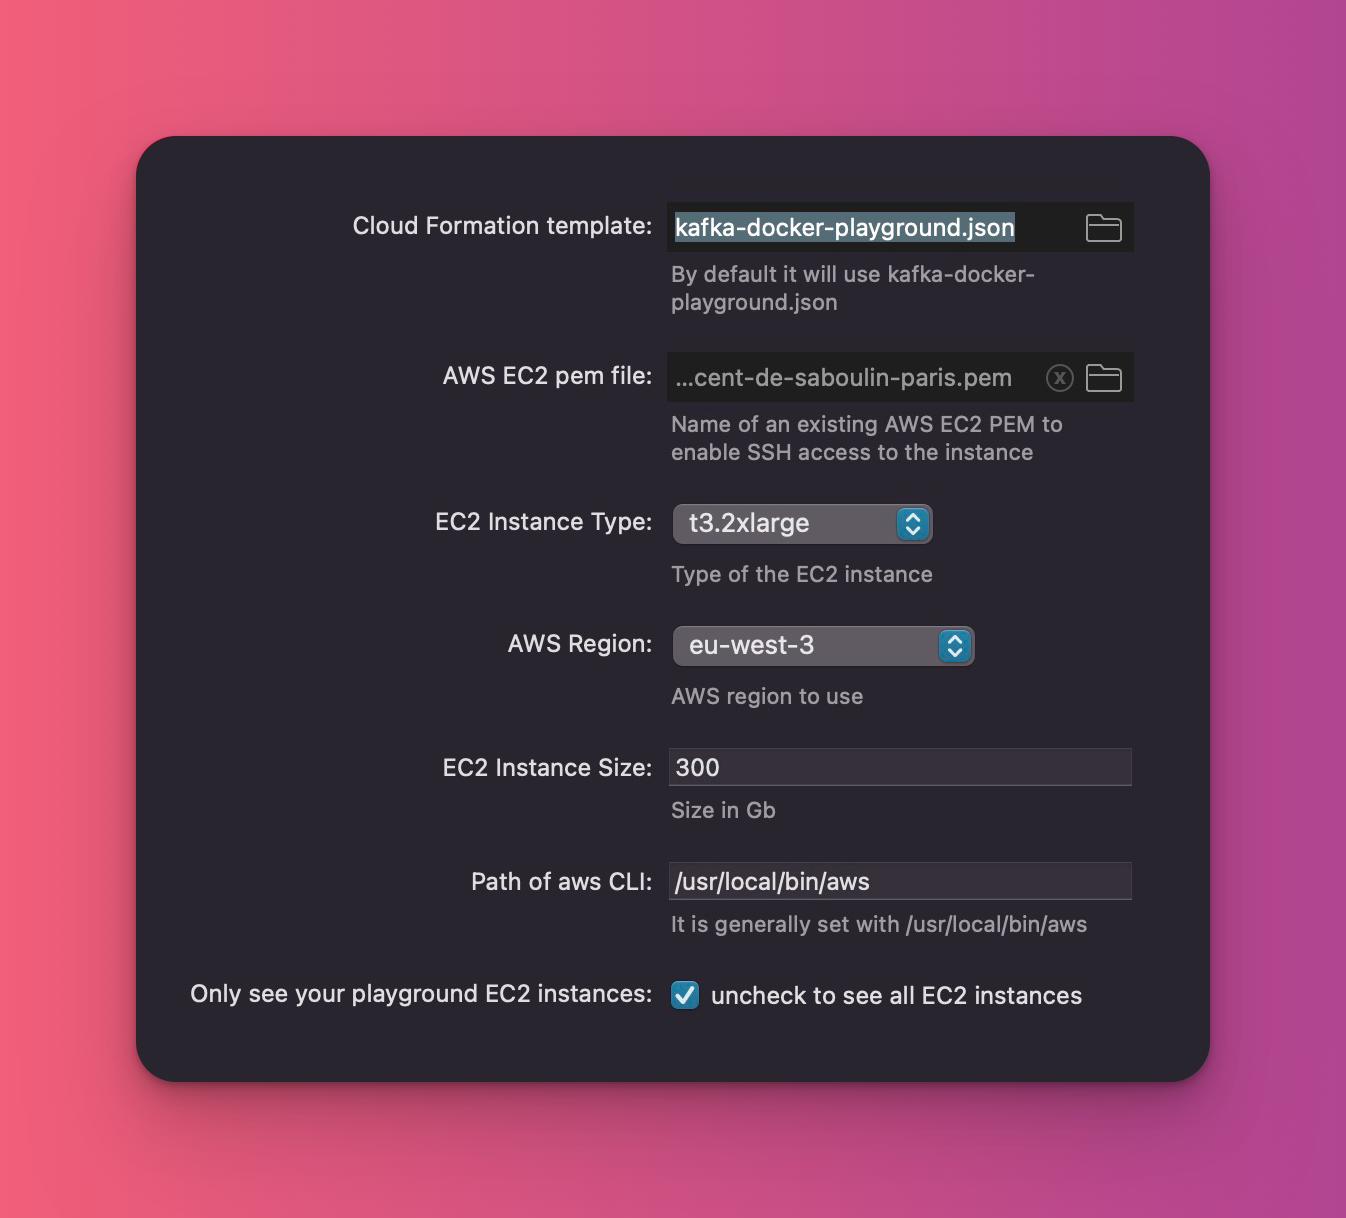 Cloud Formation template: kafka-docker-playground.json
By default it will use kafka-docker-
playground.json
AWS EC2 pem file: ...cent-de-saboulin-paris.pem
Name of an existing AWS EC2 PEM to
enable SSH access to the instance
EC2 Instance Type: t3.2xlarge
Type of the EC2 instance
AWS Region: eu-west-3
AWS region to use
EC2 Instance Size: 300
Size in Gb
Path of aws CLI: /usr/local/bin/aws
It is generally set with /usr/local/bin/aws
Only see your playground EC2 instances: uncheck to see all EC2 instances